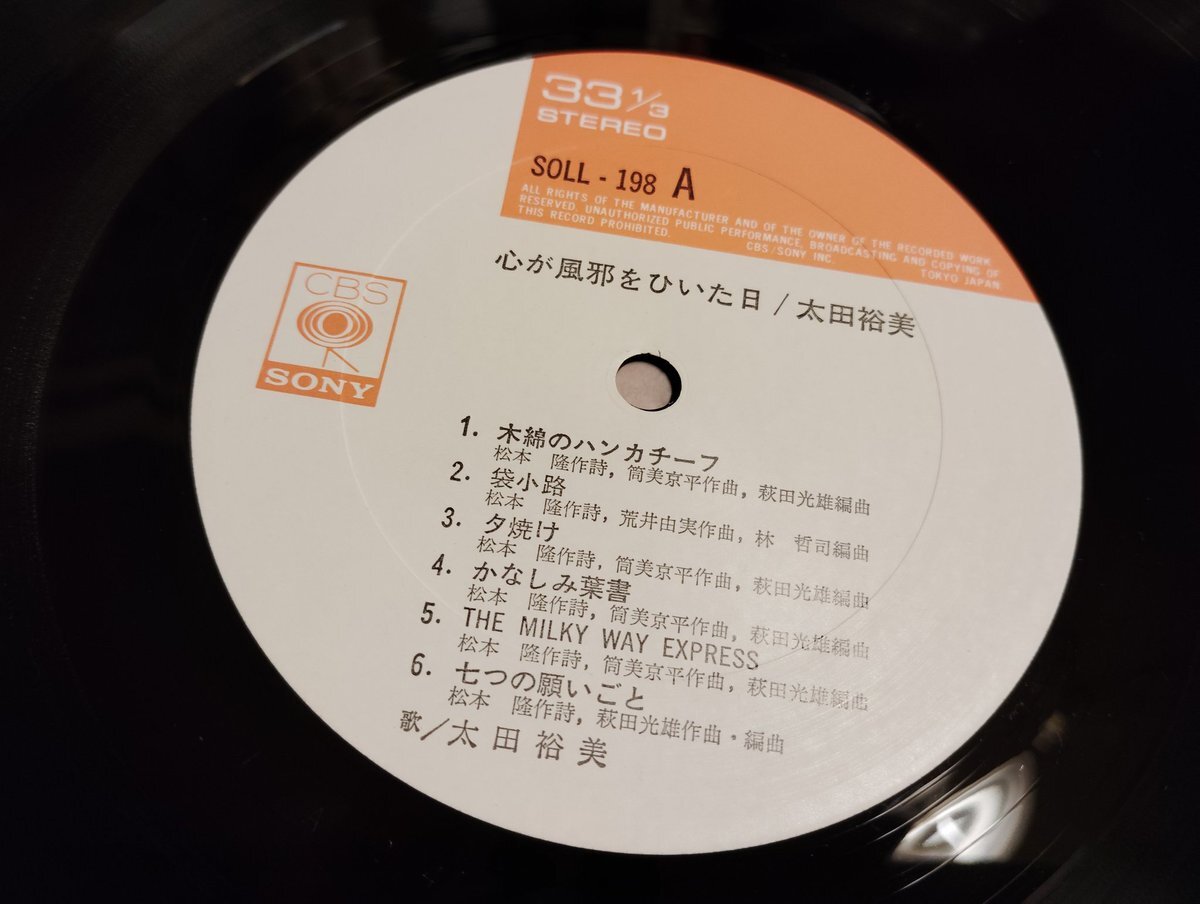 33 1/3
STEREO
SOLL - 198 A
ALL RIGHTS OF THE MANUFACTURER AND OF THE OWNER OF THE RECORDED WORK
RESERVED. UNAUTHORIZED PUBLIC PERFORMANCE, BROADCASTING AND COPYING OF
THIS RECORD PROHIBITED. CBS/SONY INC. TOKYO JAPAN.
心が風邪をひいた日/太田裕美
CBS
SONY
1. 木綿のハンカチーフ
松本 隆作詩, 筒美京平作曲, 萩田光雄編曲
2. 袋小路
松本 隆作詩, 荒井由実作曲, 林 哲司編曲
3. 夕焼け
松本 隆作詩, 筒美京平作曲, 萩田光雄編曲
4. かなしみ葉書
松本 隆作詩, 筒美京平作曲, 萩田光雄編曲
5. THE MILKY WAY EXPRESS
松本 隆作詩, 筒美京平作曲, 萩田光雄編曲
6. 七つの願いごと
松本 隆作詩, 萩田光雄作曲・編曲
歌/太田裕美